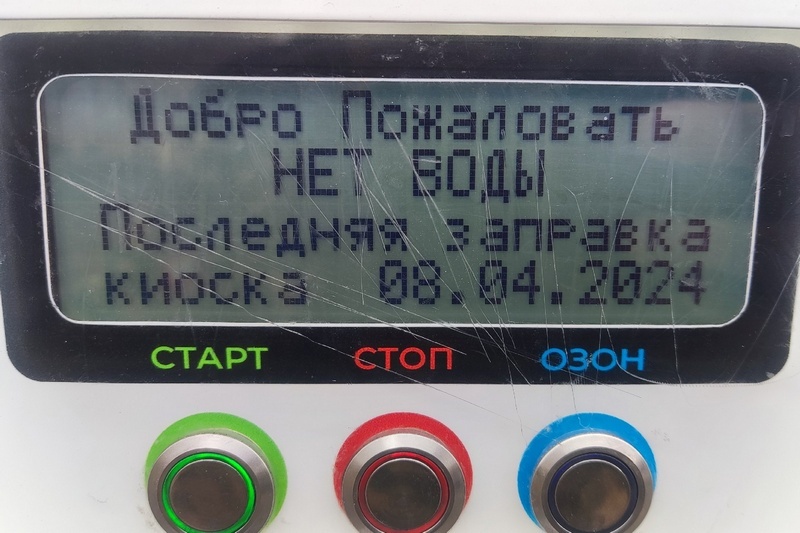 Добро Пожаловать
НЕТ ВОДЫ
Последняя заправка
киоска 08.04.2024
СТАРТ СТОП ОЗОН